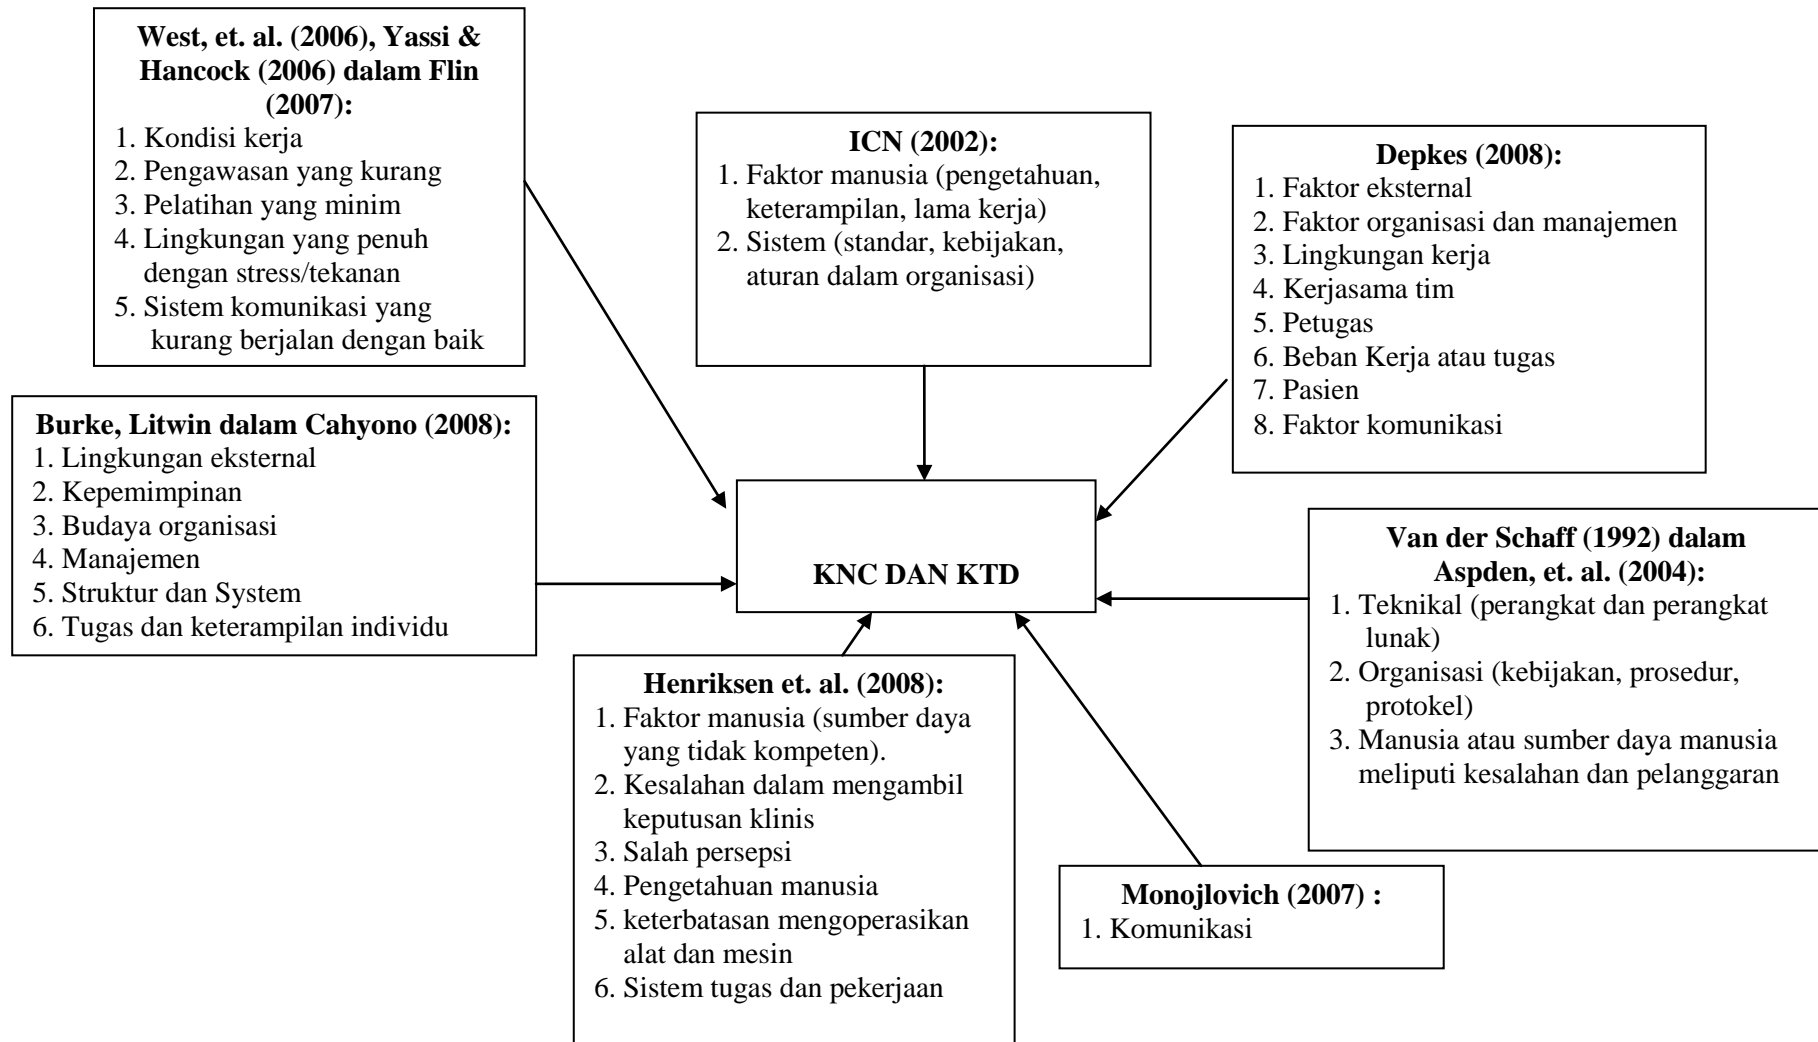 West, et. al. (2006), Yassi &
Hancock (2006) dalam Flin
(2007):
1. Kondisi kerja
2. Pengawasan yang kurang
3. Pelatihan yang minim
4. Lingkungan yang penuh
dengan stress/tekanan
5. Sistem komunikasi yang
kurang berjalan dengan baik
ICN (2002):
1. Faktor manusia (pengetahuan,
keterampilan, lama kerja)
2. Sistem (standar, kebijakan,
aturan dalam organisasi)
Depkes (2008):
1. Faktor eksternal
2. Faktor organisasi dan manajemen
3. Lingkungan kerja
4. Kerjasama tim
5. Petugas
6. Beban Kerja atau tugas
7. Pasien
8. Faktor komunikasi
Burke, Litwin dalam Cahyono (2008):
1. Lingkungan eksternal
2. Kepemimpinan
3. Budaya organisasi
4. Manajemen
5. Struktur dan System
6. Tugas dan keterampilan individu
KNC DAN KTD
Van der Schaff (1992) dalam
Aspden, et. al. (2004):
1. Teknikal (perangkat dan perangkat
lunak)
2. Organisasi (kebijakan, prosedur,
protokel)
3. Manusia atau sumber daya manusia
meliputi kesalahan dan pelanggaran
Henriksen et. al. (2008):
1. Faktor manusia (sumber daya
yang tidak kompeten).
2. Kesalahan dalam mengambil
keputusan klinis
3. Salah persepsi
4. Pengetahuan manusia
5. keterbatasan mengoperasikan
alat dan mesin
6. Sistem tugas dan pekerjaan
Monojlovich (2007) :
1. Komunikasi